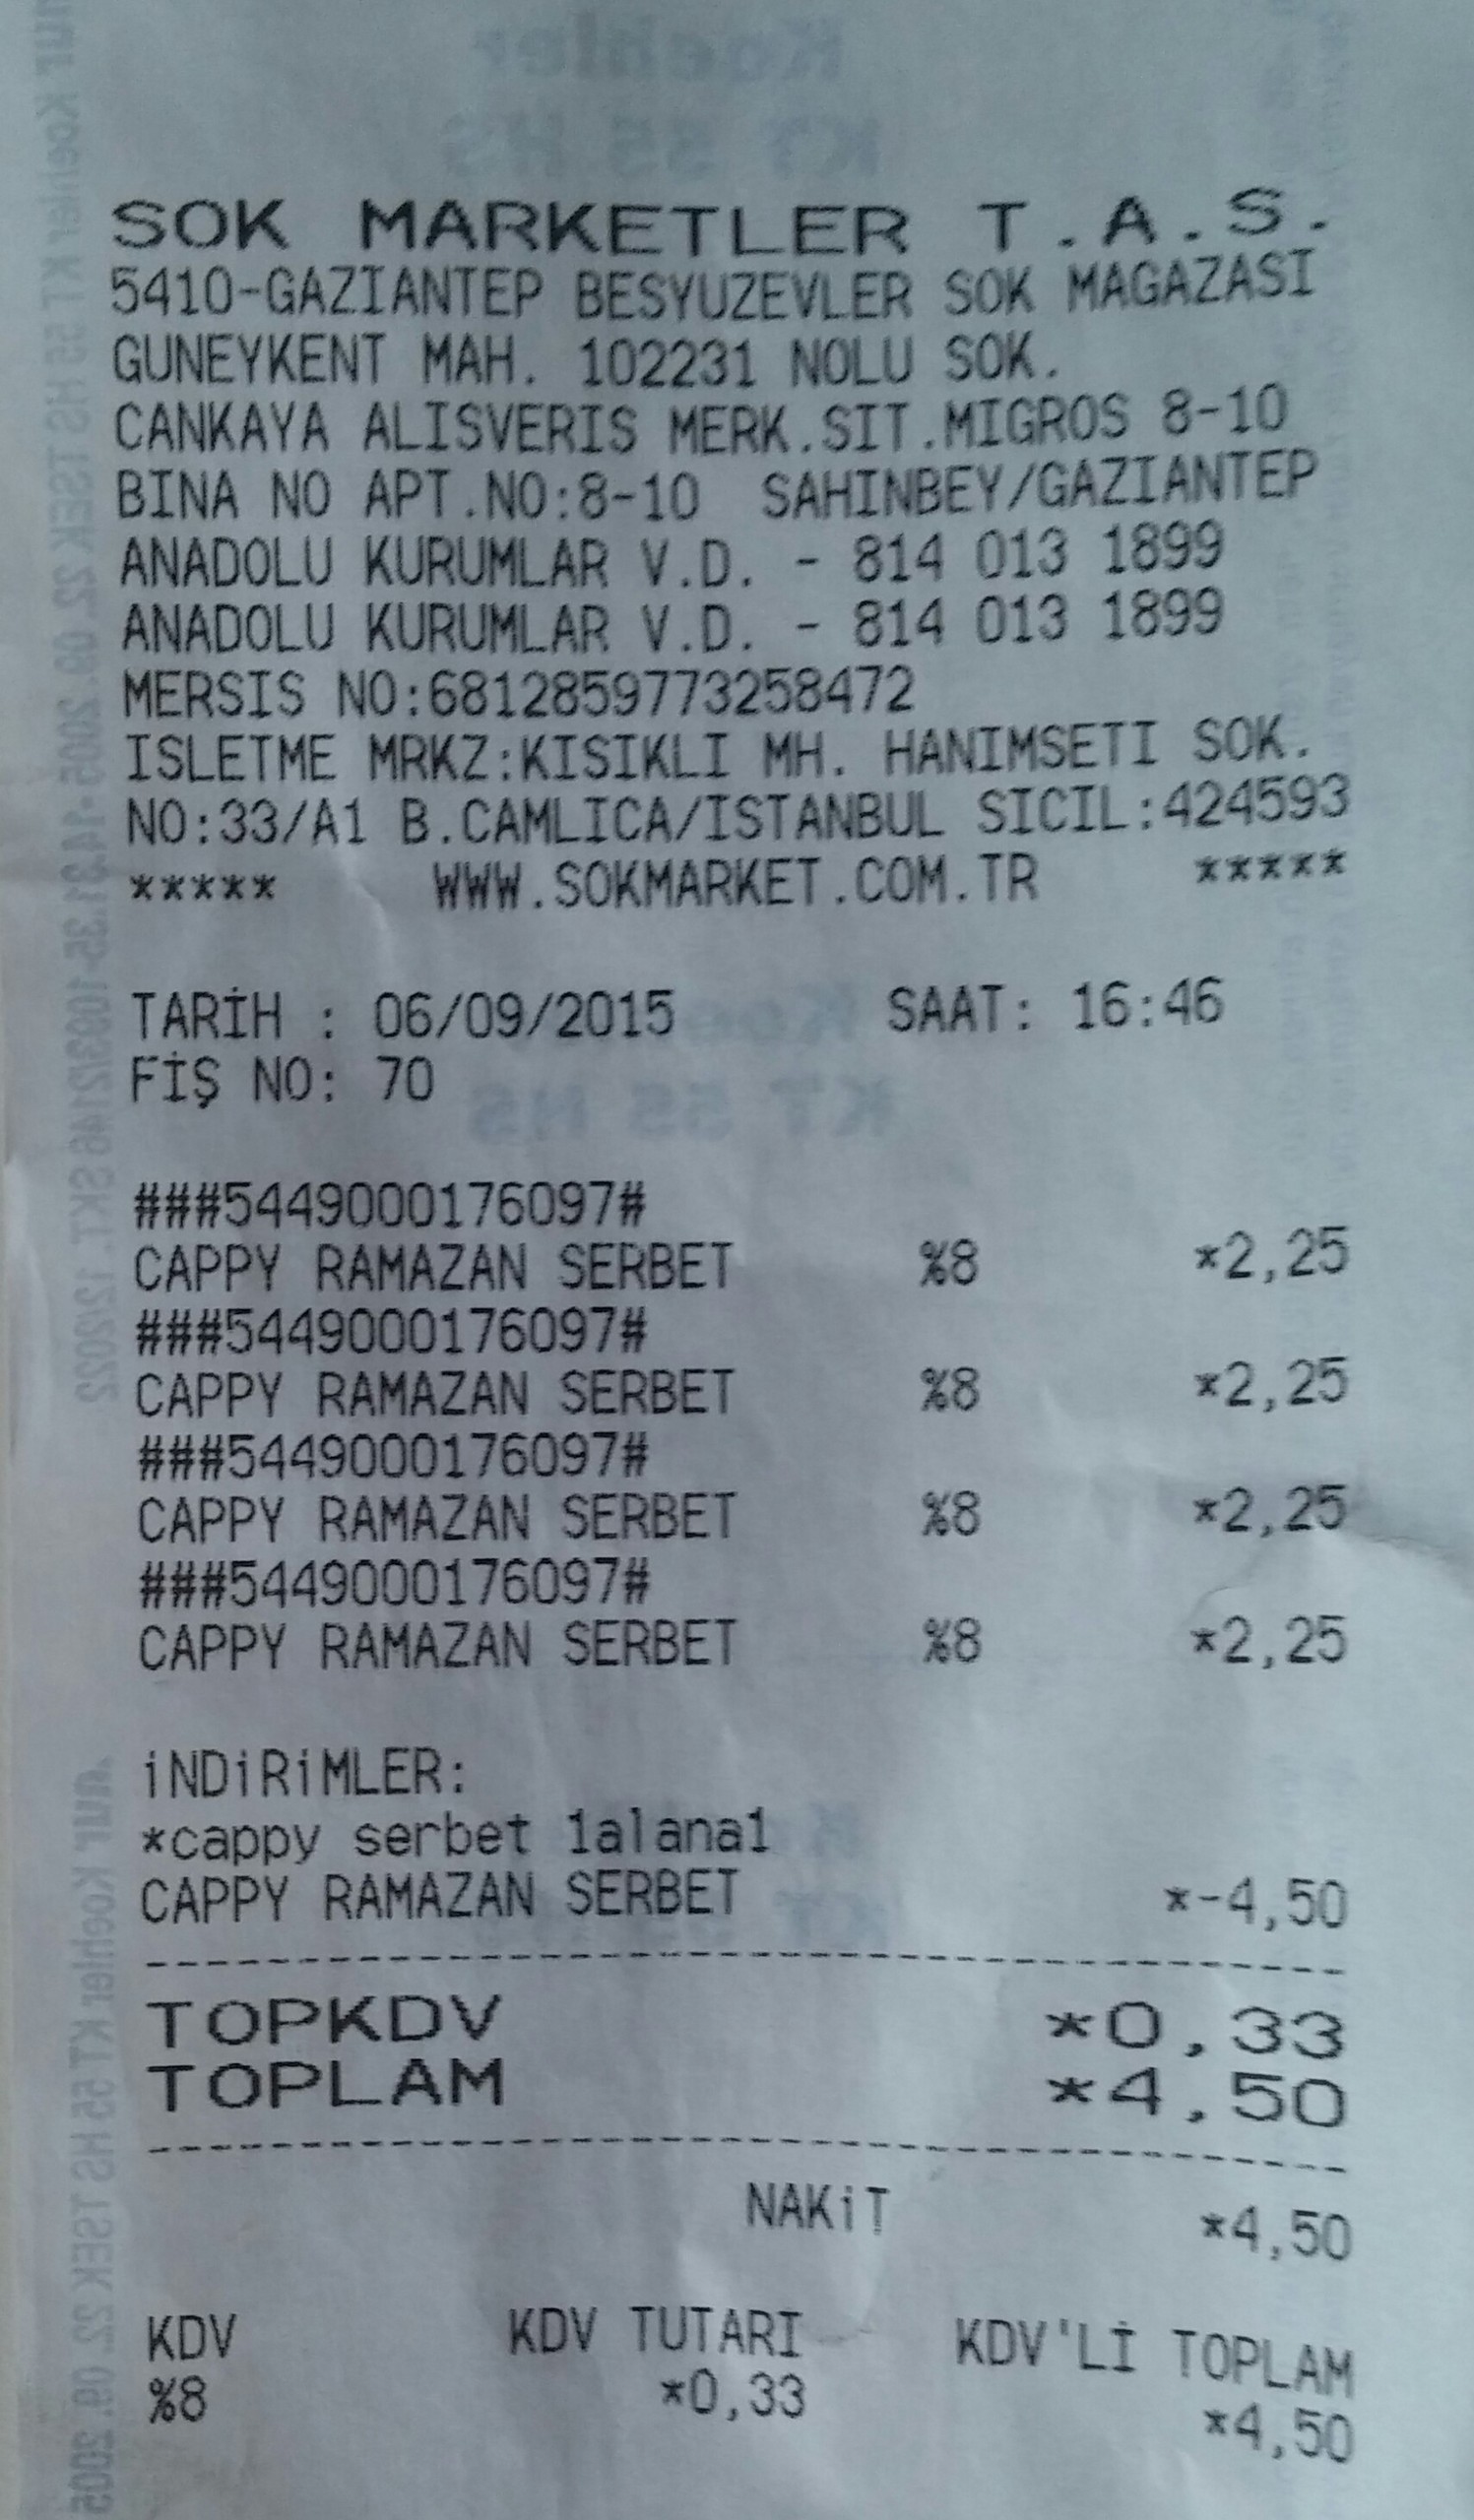 SOK MARKETLER T.A.S.
5410-GAZIANTEP BESYUZEVLER SOK MAGAZASI
GUNEYKENT MAH. 102231 NOLU SOK.
CANKAYA ALISVERIS MERK.SIT.MIGROS 8-10
BINA NO APT.NO:8-10 SAHINBEY/GAZIANTEP
ANADOLU KURUMLAR V.D. - 814 013 1899
ANADOLU KURUMLAR V.D. - 814 013 1899
MERSIS NO:6812859773258472
ISLETME MRKZ:KISIKLI MH. HANIMSETI SOK.
NO:33/A1 B.CAMLICA/ISTANBUL SICIL:424593
***** WWW.SOKMARKET.COM.TR *****
TARİH : 06/09/2015 SAAT: 16:46
FİŞ NO: 70
###5449000176097#
CAPPY RAMAZAN SERBET %8 *2,25
###5449000176097#
CAPPY RAMAZAN SERBET %8 *2,25
###5449000176097#
CAPPY RAMAZAN SERBET %8 *2,25
###5449000176097#
CAPPY RAMAZAN SERBET %8 *2,25
iNDiRiMLER:
*cappy serbet 1alana1
CAPPY RAMAZAN SERBET *-4,50
TOPKDV *0,33
TOPLAM *4,50
NAKiT *4,50
KDV KDV TUTARI KDV'Lİ TOPLAM
%8 *0,33 *4,50